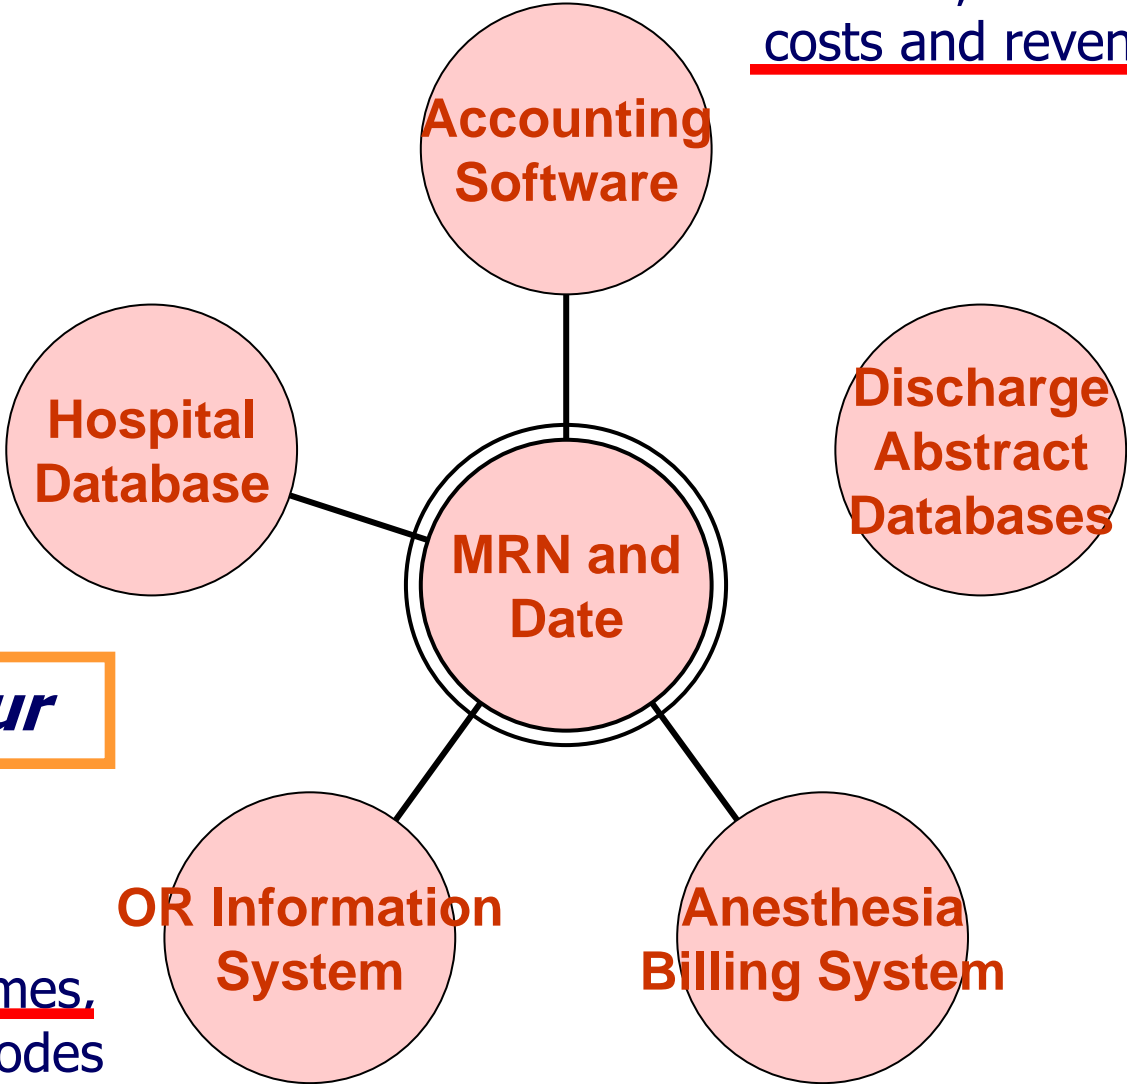 costs and reven
Accounting
Software
Hospital
Database
Discharge
Abstract
Databases
MRN and
Date
ur
OR Information
System
Anesthesia
Billing System
mes,
odes